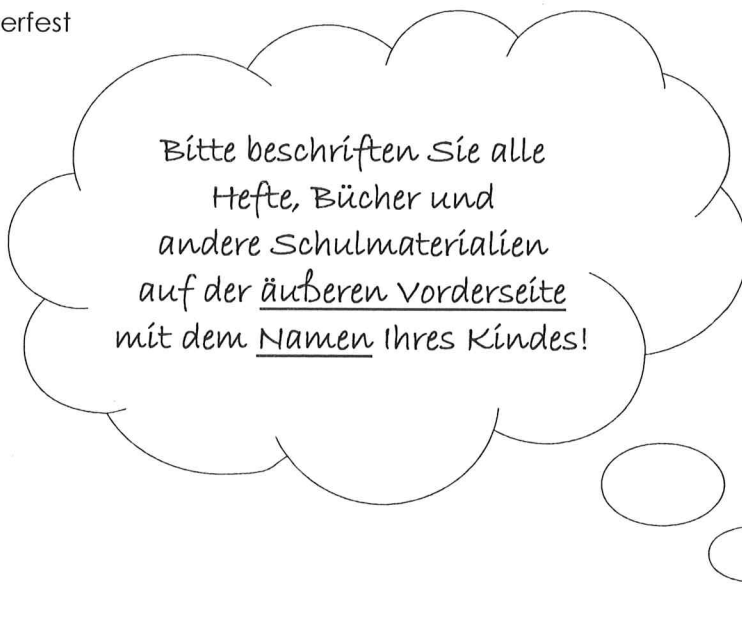 erfest
Bitte beschriften Sie alle
Hefte, Bücher und
andere Schulmaterialien
auf der äußeren Vorderseite
mit dem Namen Ihres Kindes!